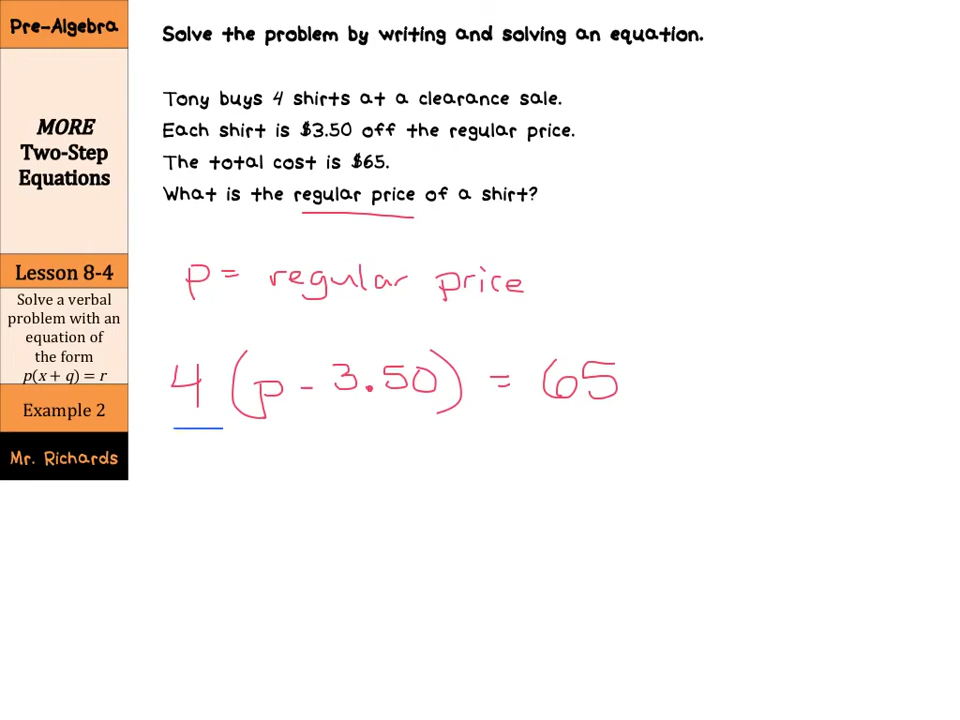 Pre-Algebra
MORE
Two-Step
Equations
Lesson 8-4
Solve a verbal
problem with an
equation of
the form
p(x + q) = r
Example 2
Mr. Richards
Solve the problem by writing and solving an equation.
Tony buys 4 shirts at a clearance sale.
Each shirt is $3.50 off the regular price.
The total cost is $65.
What is the regular price of a shirt?
p = regular price
4 (p - 3.50) = 65